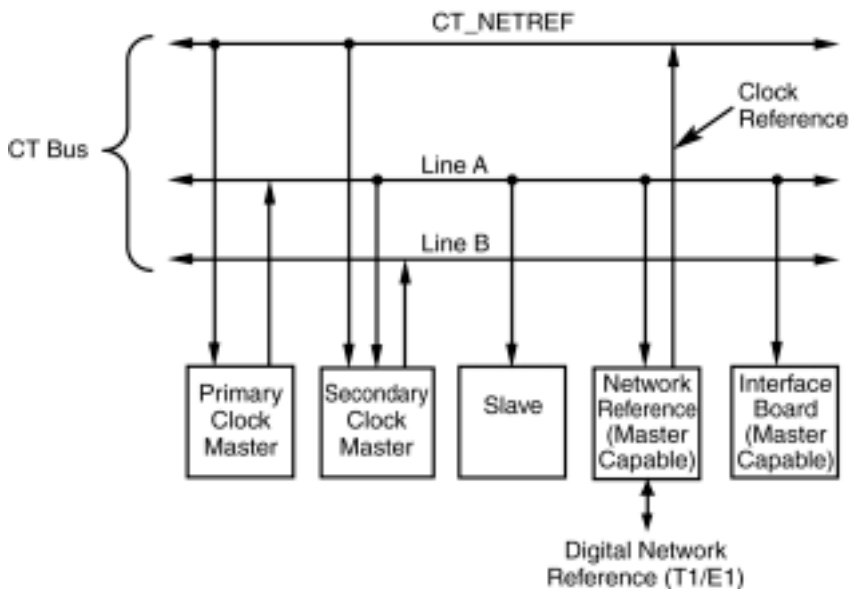 CT_NETREF
Clock
Reference
CT Bus
Line A
Line B
Primary
Clock
Master
Secondary
Clock
Master
Slave
Network
Reference
(Master
Capable)
Interface
Board
(Master
Capable)
Digital Network
Reference (T1/E1)